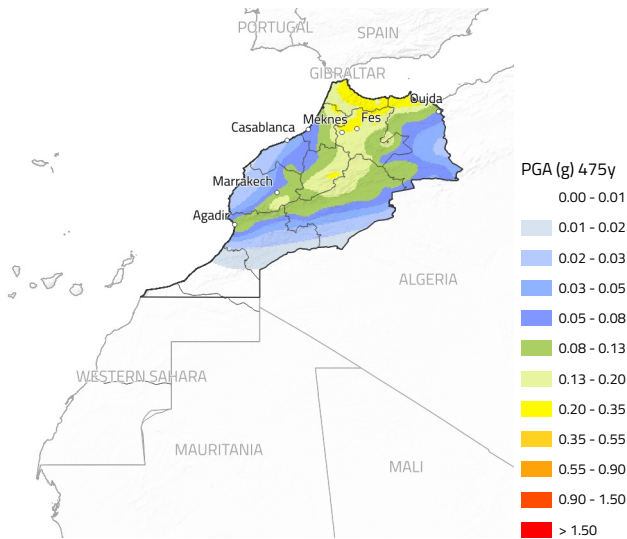 PORTUGAL
SPAIN
GIBRALTAR
Oujda
Meknes
Fes
Casablanca
Marrakech
Agadir
ALGERIA
WESTERN SAHARA
MAURITANIA
MALI
PGA (g) 475y
0.00 - 0.01
0.01 - 0.02
0.02 - 0.03
0.03 - 0.05
0.05 - 0.08
0.08 - 0.13
0.13 - 0.20
0.20 - 0.35
0.35 - 0.55
0.55 - 0.90
0.90 - 1.50
> 1.50